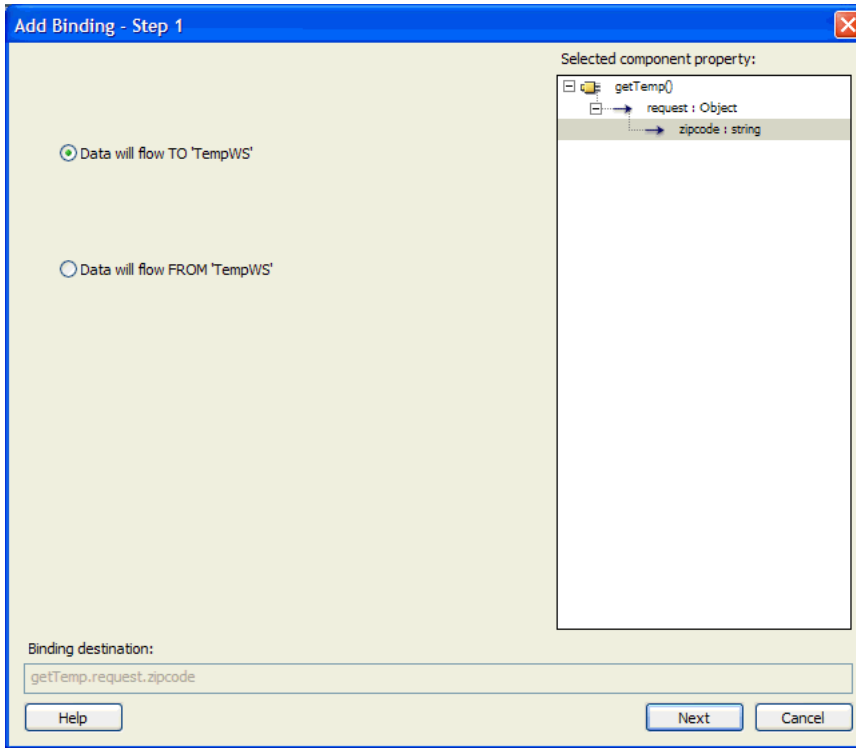 Add Binding - Step 1
Selected component property:
getTemp()
request : Object
zipcode : string
Data will flow TO 'TempWS'
Data will flow FROM 'TempWS'
Binding destination:
getTemp.request.zipcode
Help
Next
Cancel